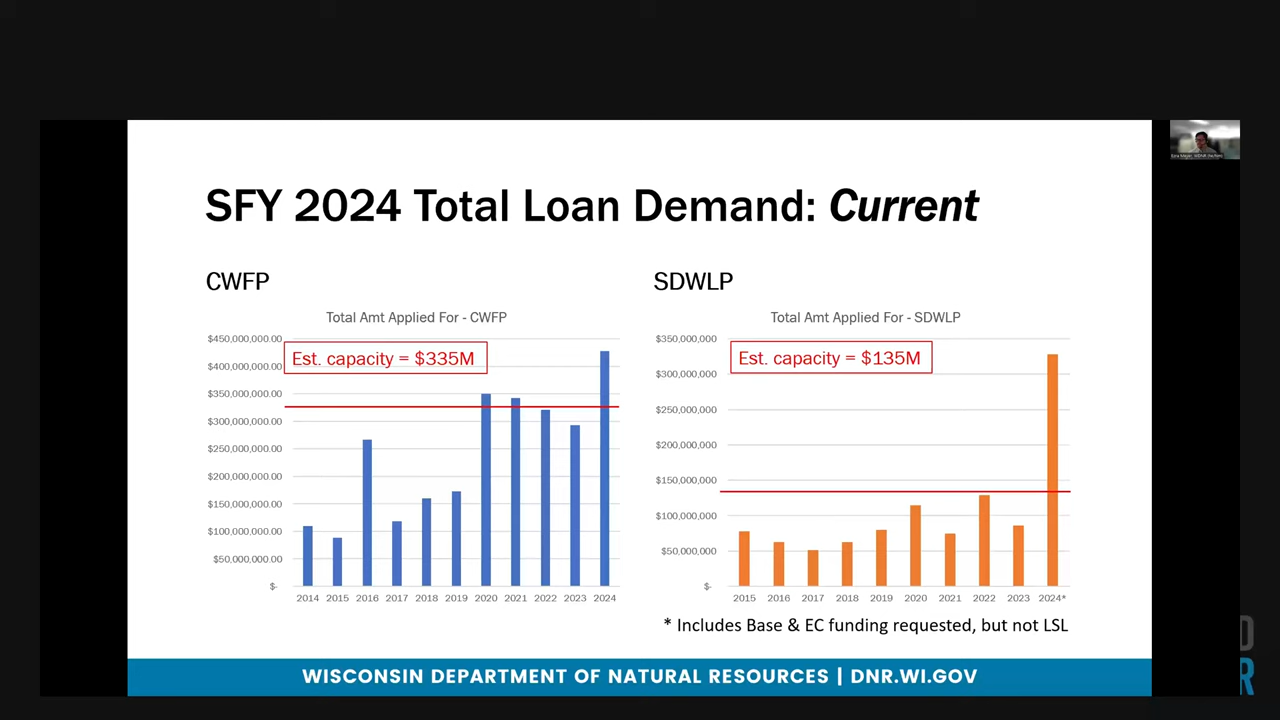 SFY 2024 Total Loan Demand: Current
CWFP
SDWLP
Total Amt Applied For - CWFP
$450,000,000.00
$400,000,000.00
$350,000,000.00
$300,000,000.00
$250,000,000.00
$200,000,000.00
$150,000,000.00
$100,000,000.00
$50,000,000.00
$-
Est. capacity = $335M
2014 2015 2016 2017 2018 2019 2020 2021 2022 2023 2024
Total Amt Applied For - SDWLP
$350,000,000
$300,000,000
$250,000,000
$200,000,000
$150,000,000
$100,000,000
$50,000,000
$-
Est. capacity = $135M
2015 2016 2017 2018 2019 2020 2021 2022 2023 2024*
* Includes Base & EC funding requested, but not LSL
WISCONSIN DEPARTMENT OF NATURAL RESOURCES | DNR.WI.GOV
D
R